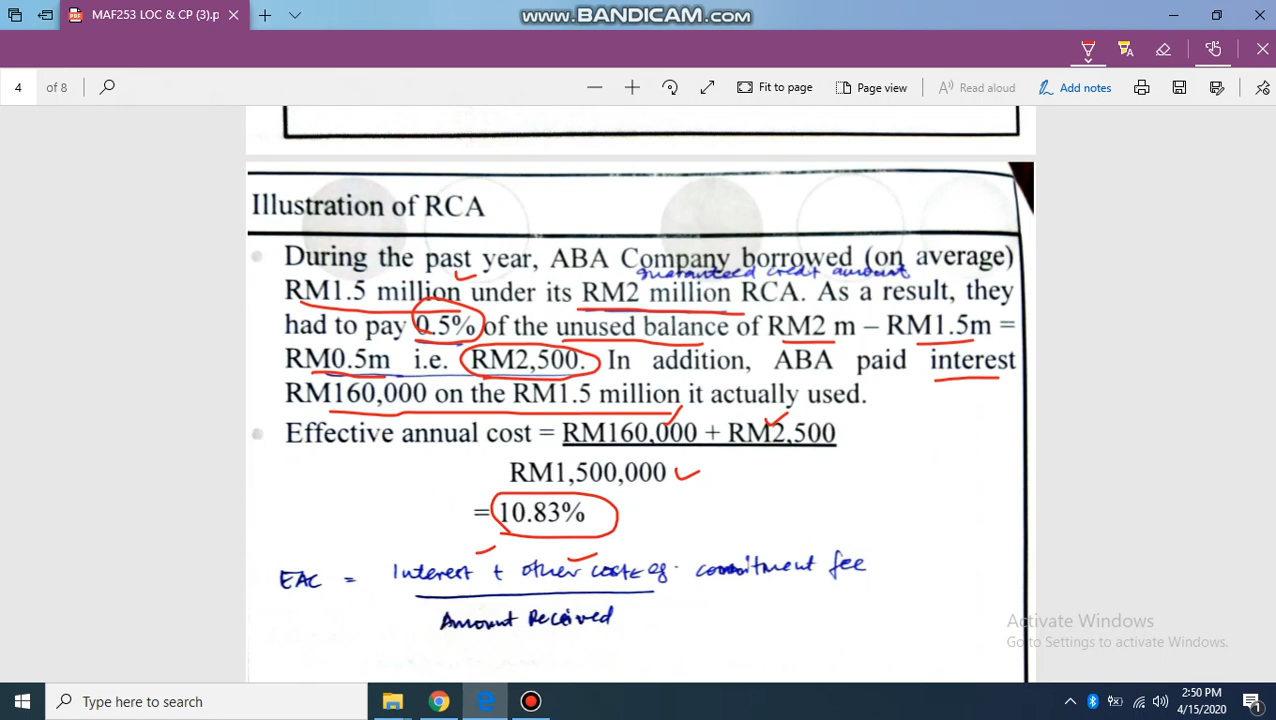 MAF253 LOC & CP (3).p
WWW.BANDICAM.COM
4 of 8
Fit to page
Page view
Read aloud
Add notes
Illustration of RCA
During the past year, ABA Company borrowed (on average)
guaranteed credit amount
RM1.5 million under its RM2 million RCA. As a result, they
had to pay 0.5% of the unused balance of RM2 m – RM1.5m =
RM0.5m i.e. RM2,500. In addition, ABA paid interest
RM160,000 on the RM1.5 million it actually used.
Effective annual cost = RM160,000 + RM2,500
RM1,500,000
= 10.83%
EAC = Interest + other costs eg. commitment fee
Amount Received
Activate Windows
Go to Settings to activate Windows.
Type here to search
2:50 PM
4/15/2020
1